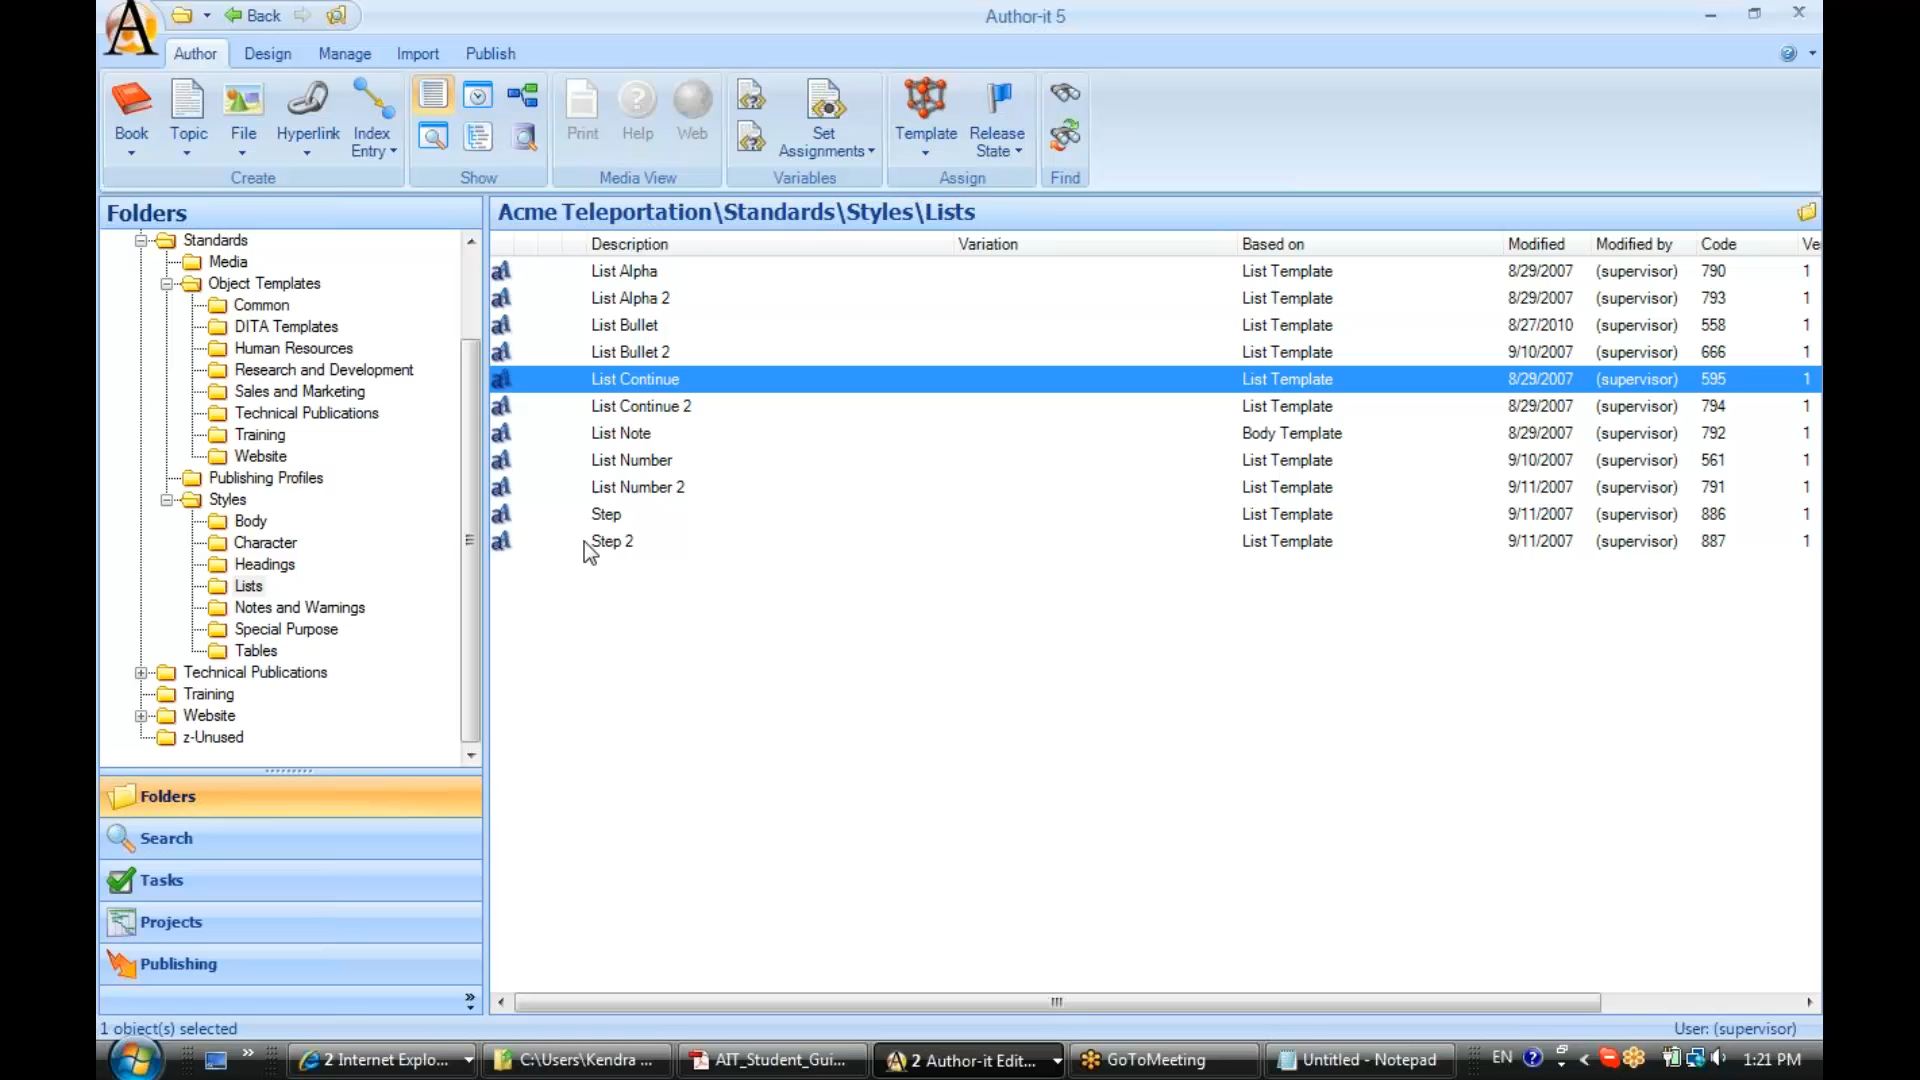 Back
Author-it 5
Author Design Manage Import Publish
Book Topic File Hyperlink Index Entry
Print Help Web
Set Assignments
Template Release State
Create Show Media View Variables Assign Find
Folders
Standards
Media
Object Templates
Common
DITA Templates
Human Resources
Research and Development
Sales and Marketing
Technical Publications
Training
Website
Publishing Profiles
Styles
Body
Character
Headings
Lists
Notes and Warnings
Special Purpose
Tables
Technical Publications
Training
Website
z-Unused
Folders
Search
Tasks
Projects
Publishing
Acme Teleportation\Standards\Styles\Lists
Description Variation Based on Modified Modified by Code Ve
List Alpha List Template 8/29/2007 (supervisor) 790 1
List Alpha 2 List Template 8/29/2007 (supervisor) 793 1
List Bullet List Template 8/27/2010 (supervisor) 558 1
List Bullet 2 List Template 9/10/2007 (supervisor) 666 1
List Continue List Template 8/29/2007 (supervisor) 595 1
List Continue 2 List Template 8/29/2007 (supervisor) 794 1
List Note Body Template 8/29/2007 (supervisor) 792 1
List Number List Template 9/10/2007 (supervisor) 561 1
List Number 2 List Template 9/11/2007 (supervisor) 791 1
Step List Template 9/11/2007 (supervisor) 886 1
Step 2 List Template 9/11/2007 (supervisor) 887 1
1 object(s) selected
User: (supervisor)
2 Internet Explo... C:\Users\Kendra ... AIT_Student_Gui... 2 Author-it Edit... GoToMeeting Untitled - Notepad EN 1:21 PM